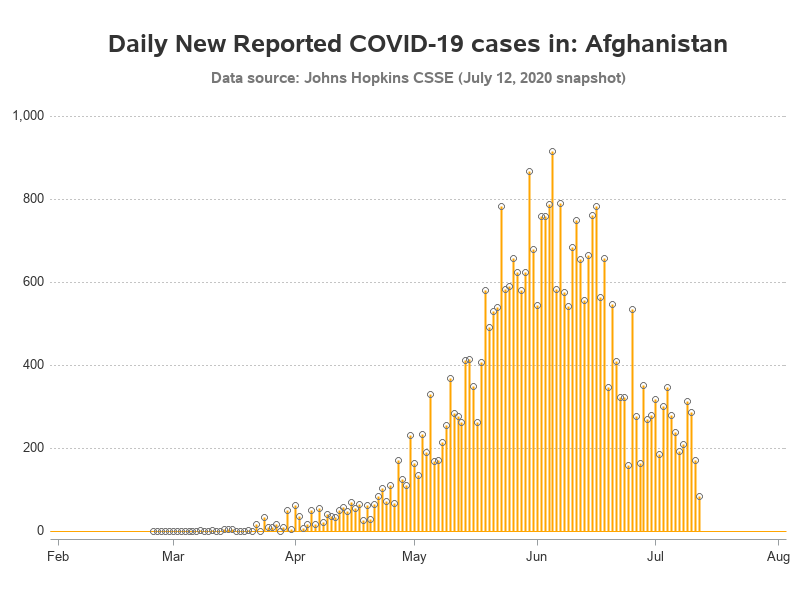 Daily New Reported COVID-19 cases in: Afghanistan
Data source: Johns Hopkins CSSE (July 12, 2020 snapshot)
1,000
800
600
400
200
0
Feb Mar Apr May Jun Jul Aug